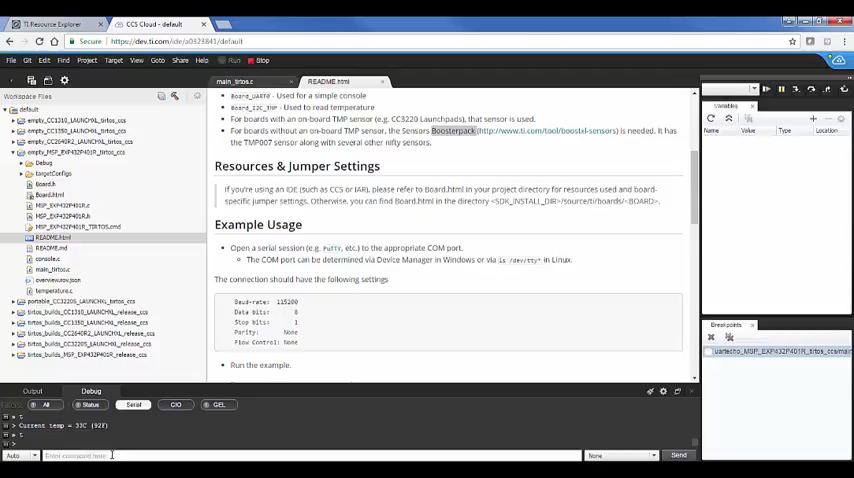 TI Resource Explorer
CCS Cloud - default
Secure
https://dev.ti.com/ide/a0323841/default
File Git Edit Find Project Target View Go to Share Help
Run
Stop
Workspace Files
default
empty_CC1310_LAUNCHXL_tirtos_ccs
empty_CC1350_LAUNCHXL_tirtos_ccs
empty_CC2640R2_LAUNCHXL_tirtos_ccs
empty_MSP_EXP432P401R_tirtos_ccs
Debug
targetConfigs
Board.h
Board.html
MSP_EXP432P401R.c
MSP_EXP432P401R.h
MSP_EXP432P401R_TIRTOS.cmd
README.html
README.md
console.c
main_tirtos.c
overview.rov.json
temperature.c
portable_CC3220S_LAUNCHXL_tirtos_ccs
tirtos_builds_CC1310_LAUNCHXL_release_ccs
tirtos_builds_CC1350_LAUNCHXL_release_ccs
tirtos_builds_CC2640R2_LAUNCHXL_release_ccs
tirtos_builds_CC3220S_LAUNCHXL_release_ccs
tirtos_builds_MSP_EXP432P401R_release_ccs
main_tirtos.c
README.html
Board_UART0 - Used for a simple console
Board_I2C_TMP - Used to read temperature
For boards with an on-board TMP sensor (e.g. CC3220 Launchpads), that sensor is used.
For boards without an on-board TMP sensor, the Sensors Boosterpack (http://www.ti.com/tool/boostxl-sensors) is needed. It has
the TMP007 sensor along with several other nifty sensors.
Resources & Jumper Settings
If you're using an IDE (such as CCS or IAR), please refer to Board.html in your project directory for resources used and board-
specific jumper settings. Otherwise, you can find Board.html in the directory <SDK_INSTALL_DIR>/source/ti/boards/<BOARD>.
Example Usage
Open a serial session (e.g. PuTTY, etc.) to the appropriate COM port.
The COM port can be determined via Device Manager in Windows or via ls /dev/tty* in Linux.
The connection should have the following settings
Baud-rate: 115200
Data bits: 8
Stop bits: 1
Parity: None
Flow Control: None
Run the example.
Variables
Name Value Type Location
Breakpoints
uartecho_MSP_EXP432P401R_tirtos_ccs/main
Output
Debug
All
Status
Serial
CIO
GEL
> t
> Current temp = 33C (92F)
> t
>
Auto
Enter command here
None
Send